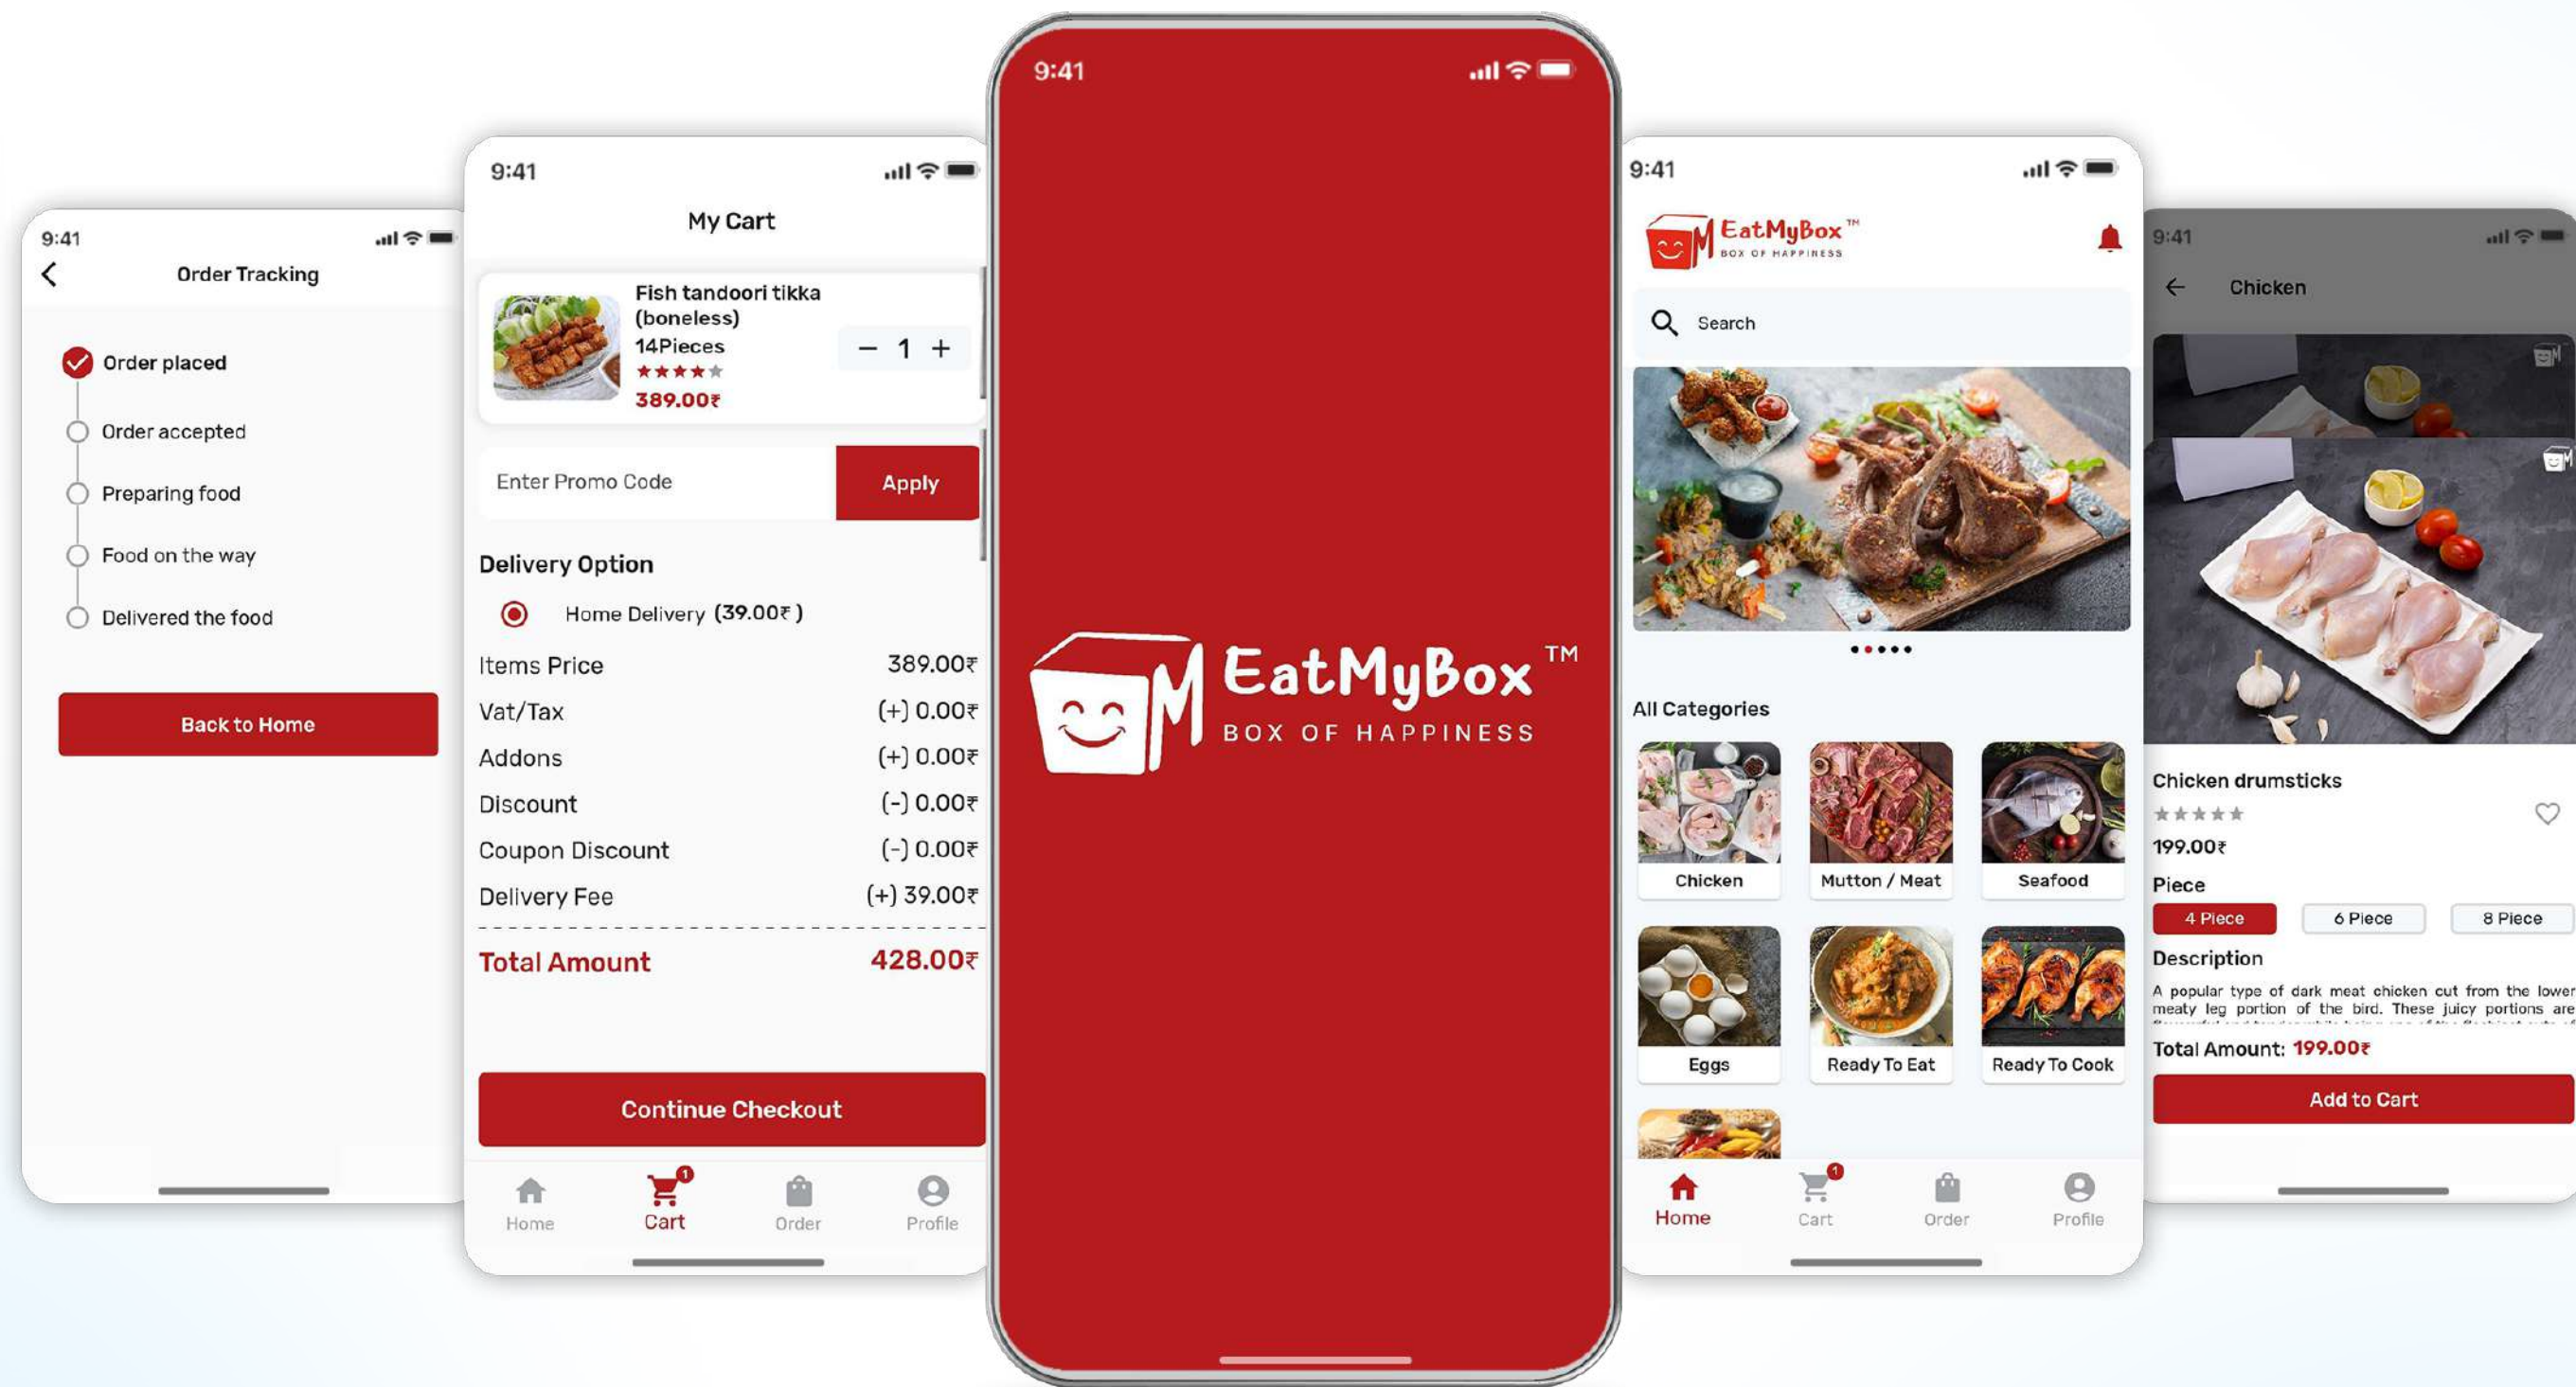 9:41
Order Tracking
Order placed
Order accepted
Preparing food
Food on the way
Delivered the food
Back to Home
9:41
My Cart
Fish tandoori tikka
(boneless)
14Pieces
389.00₹
− 1 +
Enter Promo Code
Apply
Delivery Option
Home Delivery (39.00₹ )
Items Price 389.00₹
Vat/Tax (+) 0.00₹
Addons (+) 0.00₹
Discount (-) 0.00₹
Coupon Discount (-) 0.00₹
Delivery Fee (+) 39.00₹
Total Amount 428.00₹
Continue Checkout
1
Home Cart Order Profile
9:41
M EatMyBox ™
BOX OF HAPPINESS
9:41
M EatMyBox ™
BOX OF HAPPINESS
Search
All Categories
Chicken Mutton / Meat Seafood
Eggs Ready To Eat Ready To Cook
1
Home Cart Order Profile
9:41
Chicken
M
M
Chicken drumsticks
199.00₹
Piece
4 Piece 6 Piece 8 Piece
Description
A popular type of dark meat chicken cut from the lower
meaty leg portion of the bird. These juicy portions are
Total Amount: 199.00₹
Add to Cart